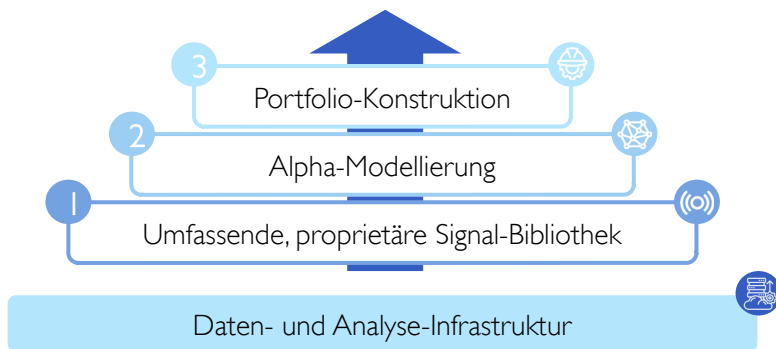 3
Portfolio-Konstruktion
2
Alpha-Modellierung
1
Umfassende, proprietäre Signal-Bibliothek
Daten- und Analyse-Infrastruktur